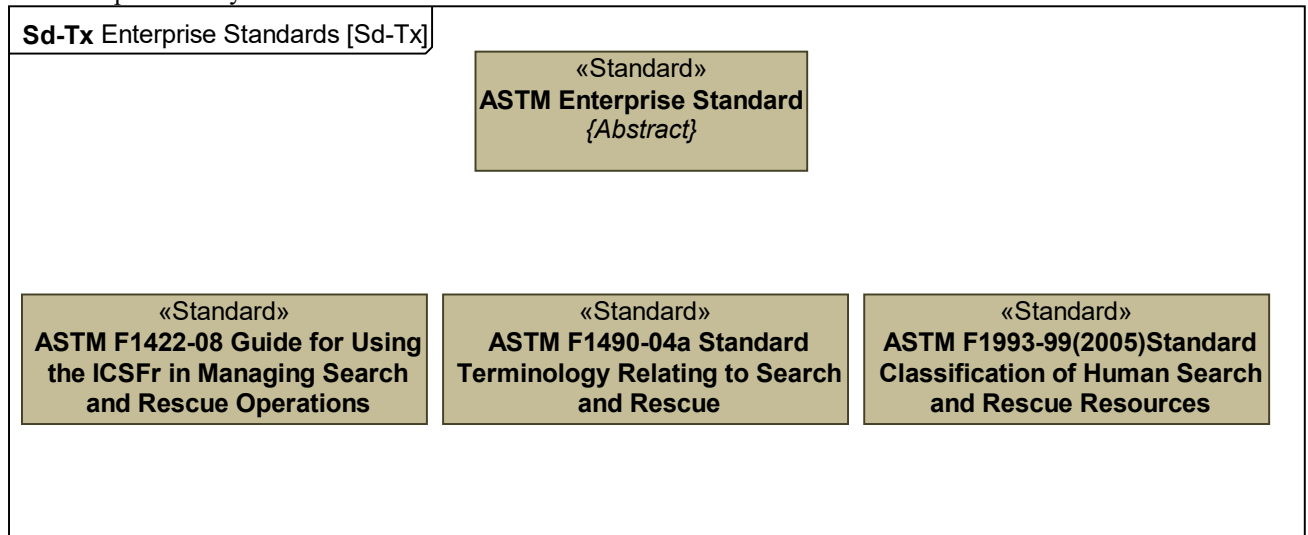 Sd-Tx Enterprise Standards [Sd-Tx]
«Standard»
ASTM Enterprise Standard
{Abstract}
«Standard»
ASTM F1422-08 Guide for Using
the ICSFr in Managing Search
and Rescue Operations
«Standard»
ASTM F1490-04a Standard
Terminology Relating to Search
and Rescue
«Standard»
ASTM F1993-99(2005)Standard
Classification of Human Search
and Rescue Resources